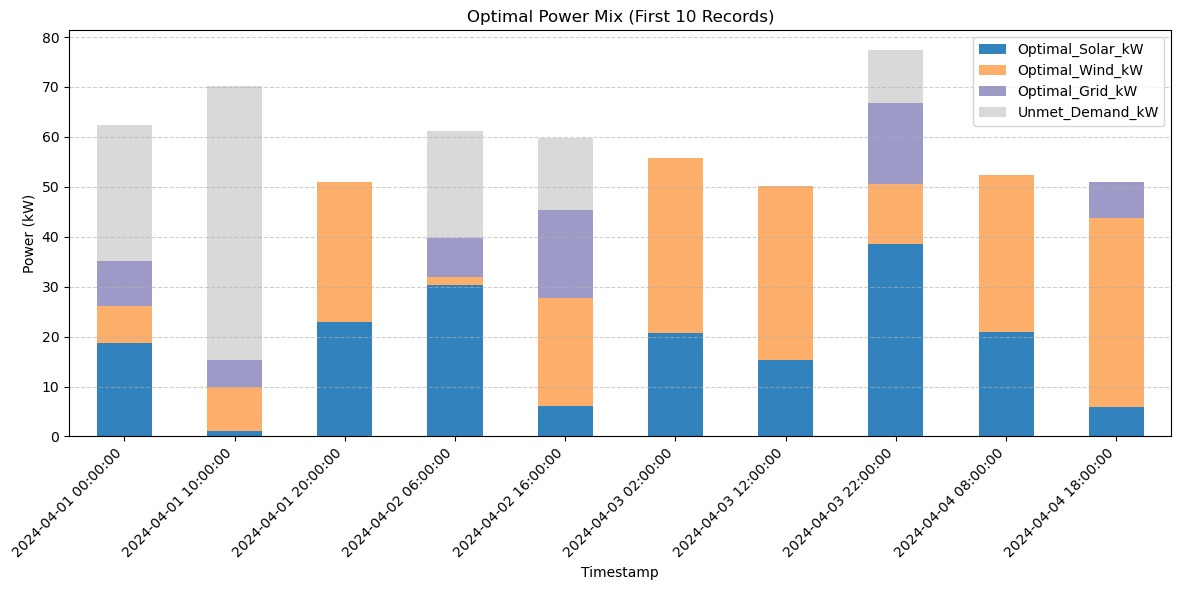 Optimal Power Mix (First 10 Records)
Optimal_Solar_kW
Optimal_Wind_kW
Optimal_Grid_kW
Unmet_Demand_kW
Power (kW)
80
70
60
50
40
30
20
10
0
2024-04-01 00:00:00
2024-04-01 10:00:00
2024-04-01 20:00:00
2024-04-02 06:00:00
2024-04-02 16:00:00
2024-04-03 02:00:00
2024-04-03 12:00:00
2024-04-03 22:00:00
2024-04-04 08:00:00
2024-04-04 18:00:00
Timestamp